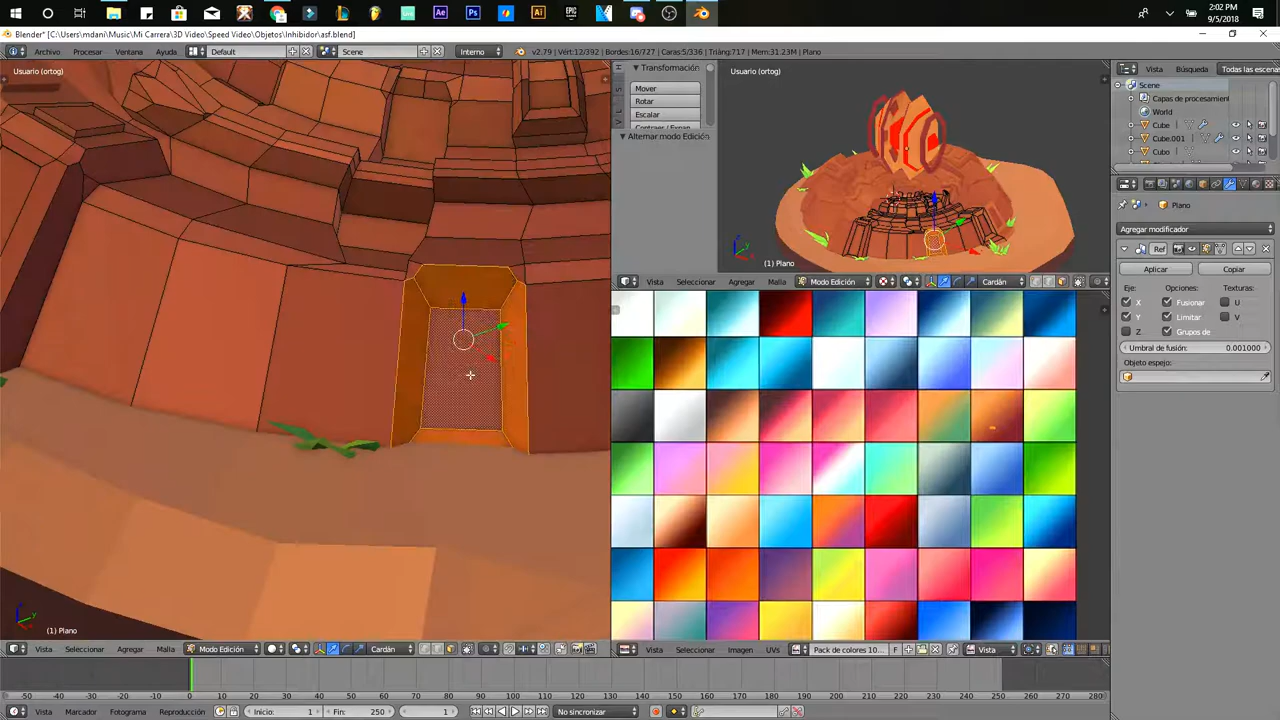 2:02 PM
9/5/2018
Blender* [C:\Users\mdani\Music\Mi Carrera\3D Video\Speed Video\Objetos\Inhibidor\asf.blend]
Archivo
Procesar
Ventana
Ayuda
Default
Scene
Interno
v2.79 | Vért:12/392 | Bordes:16/727 | Caras:5/336 | Triáng:717 | Mem:31.23M | Plano
Usuario (ortog)
Transformación
Mover
Rotar
Escalar
Alternar modo Edición
Usuario (ortog)
(1) Plano
Vista
Seleccionar
Agregar
Malla
Modo Edición
Cardán
Vista
Búsqueda
Todas las escenas
Scene
Capas de procesamien
World
Cube
Cube.001
Cubo
Plano
Agregar modificador
Ref
Aplicar
Copiar
Eje:
Opciones:
Texturas:
X
Fusionar
U
Y
Limitar
V
Z
Grupos de
Umbral de fusión: 0.001000
Objeto espejo:
(1) Plano
Vista
Seleccionar
Agregar
Malla
Modo Edición
Cardán
Vista
Seleccionar
Imagen
UVs
Pack de colores 10...
F
Vista
-50 -40 -30 -20 -10 0 10 20 30 40 50 60 70 80 90 100 110 120 130 140 150 160 170 180 190 200 210 220 230 240 250 260 270 280
Vista
Marcador
Fotograma
Reproducción
Inicio: 1
Fin: 250
1
No sincronizar